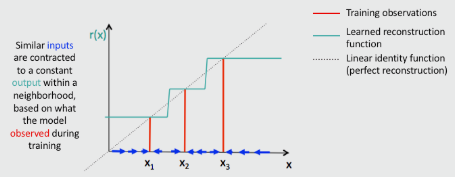 Similar inputs
are contracted
to a constant
output within a
neighborhood,
based on what
the model
observed during
training
r(x)
x₁
x₂
x₃
x
Training observations
Learned reconstruction
function
Linear identity function
(perfect reconstruction)